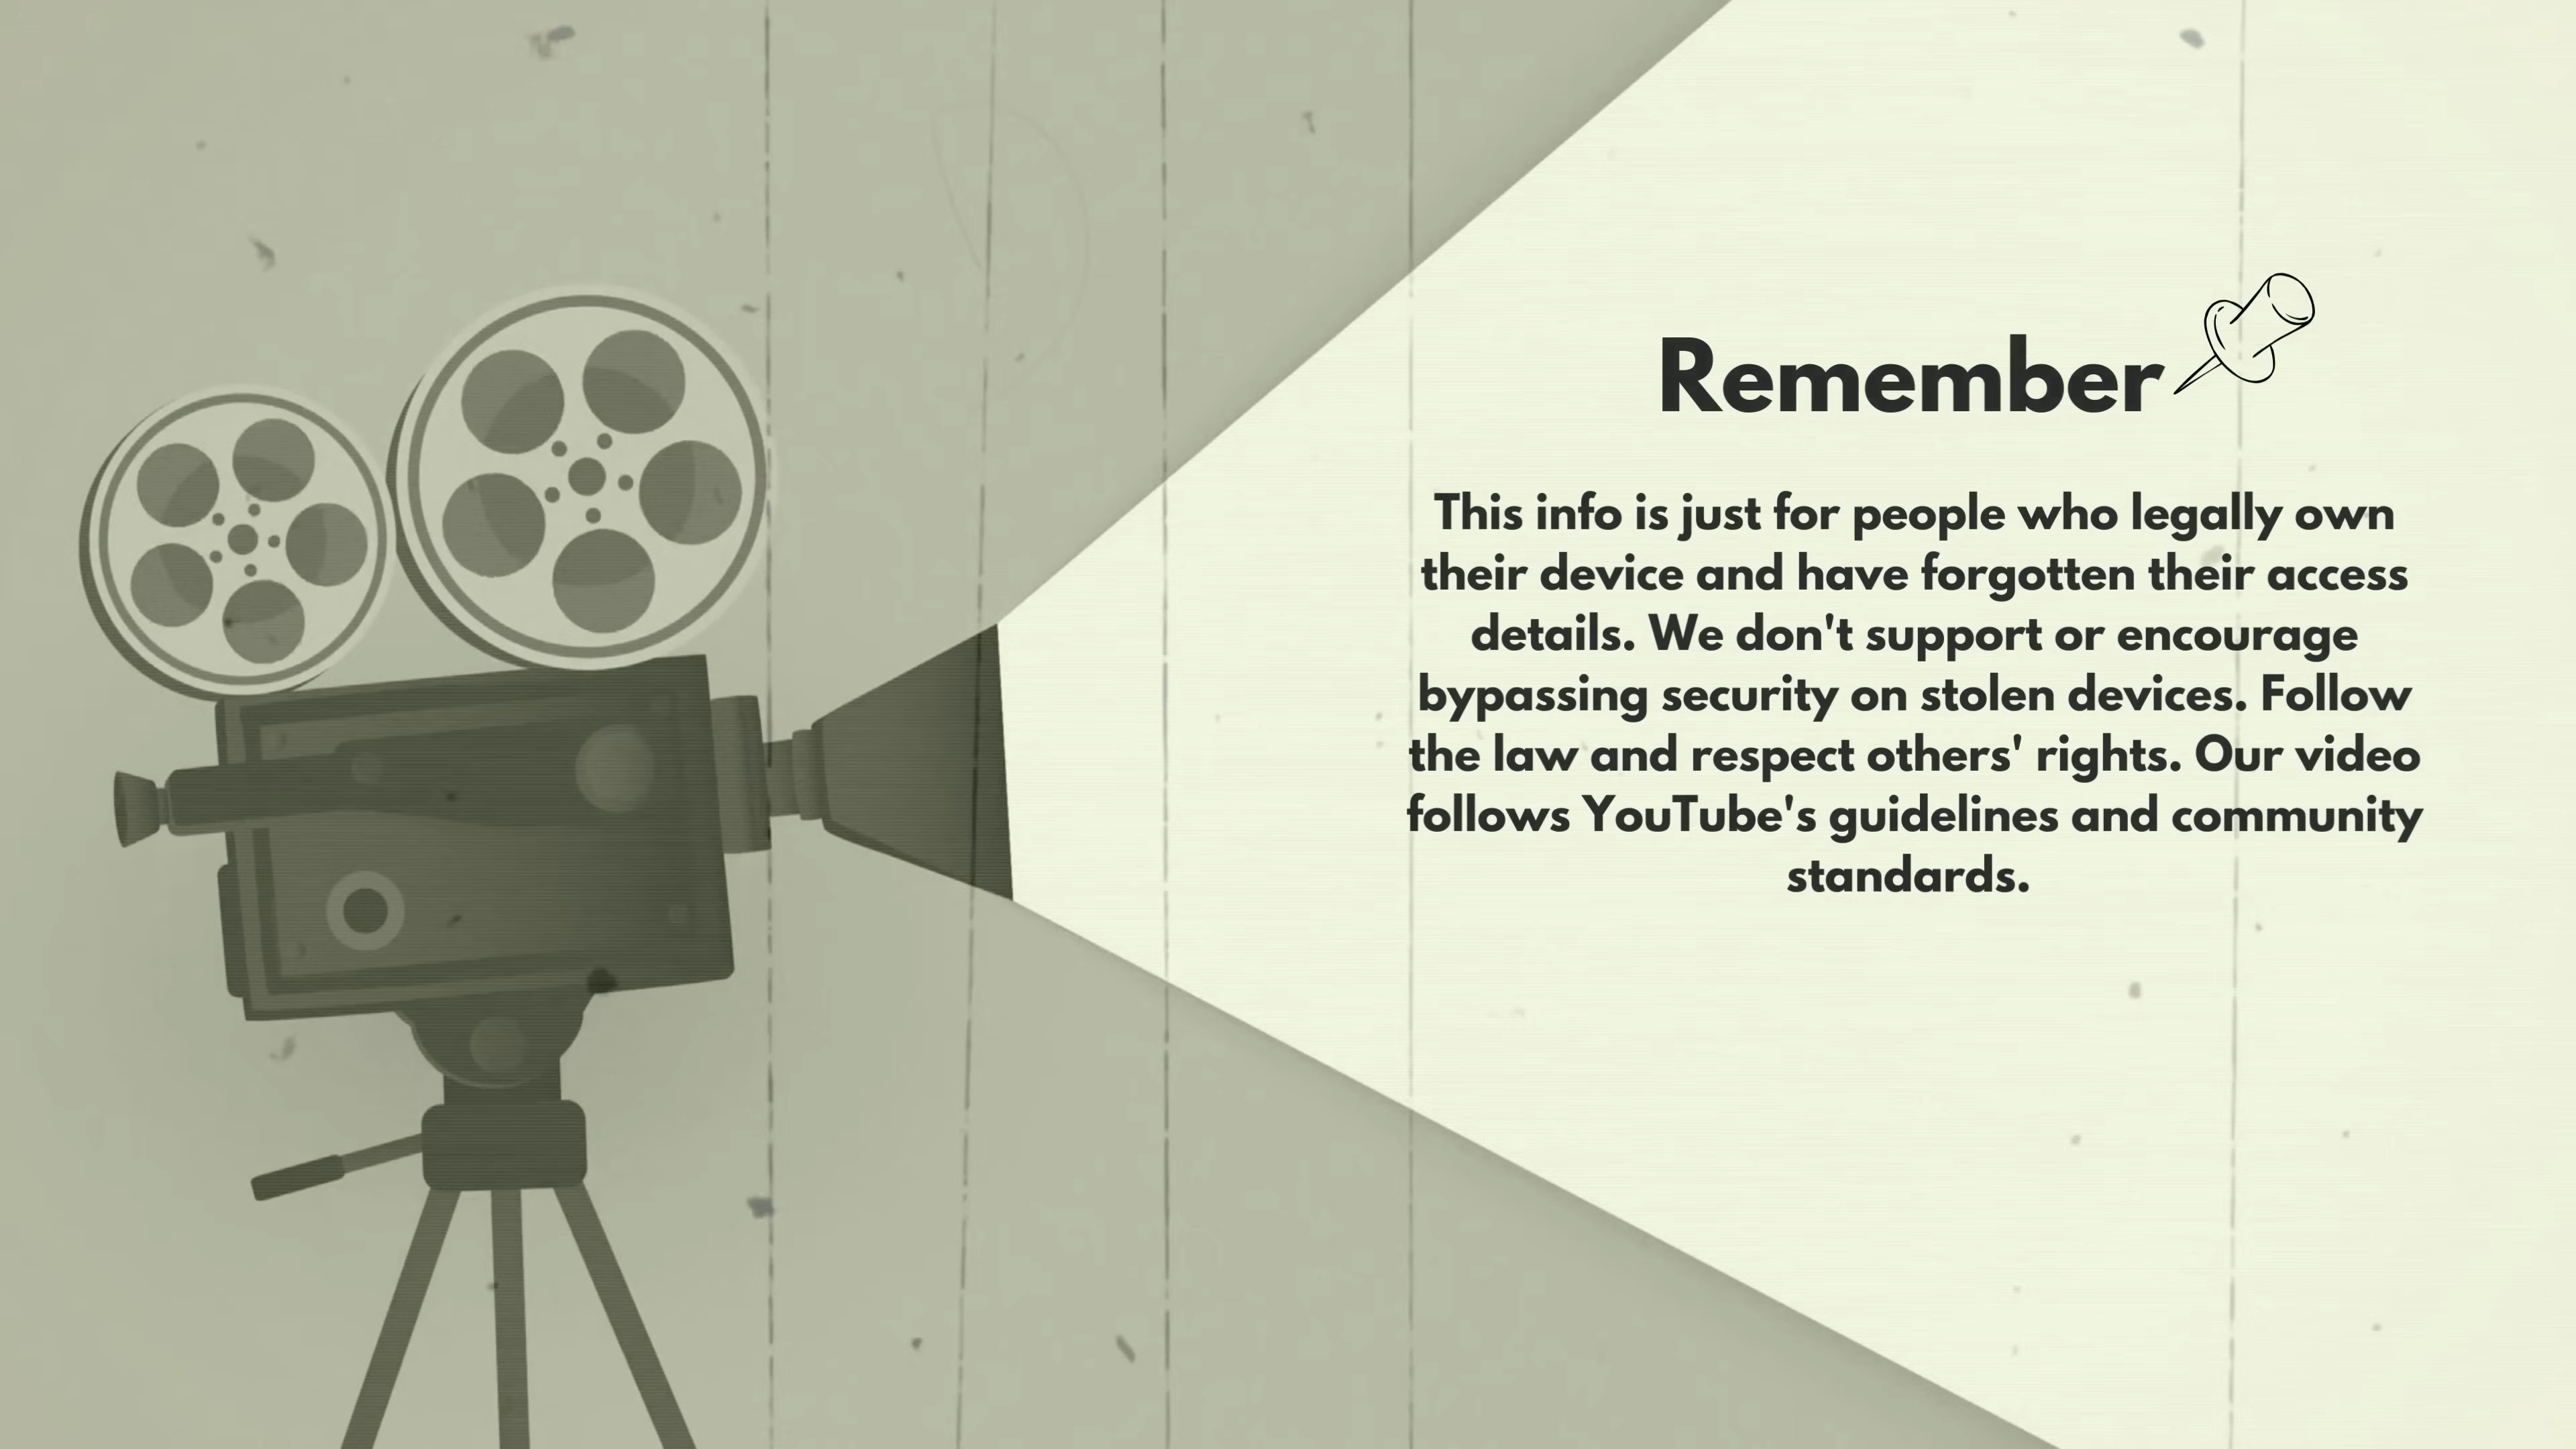 Remember
This info is just for people who legally own
their device and have forgotten their access
details. We don't support or encourage
bypassing security on stolen devices. Follow
the law and respect others' rights. Our video
follows YouTube's guidelines and community
standards.